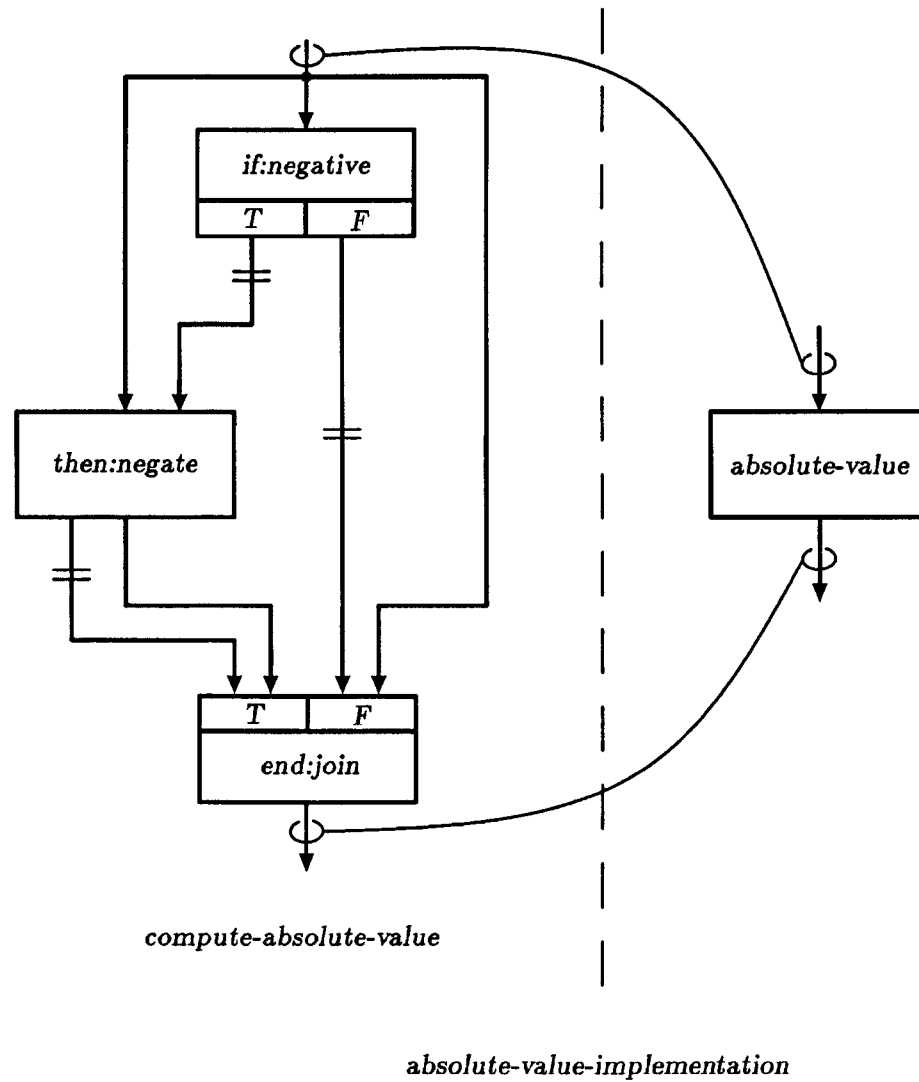 if:negative
T F
then:negate
absolute-value
T F
end:join
compute-absolute-value
absolute-value-implementation